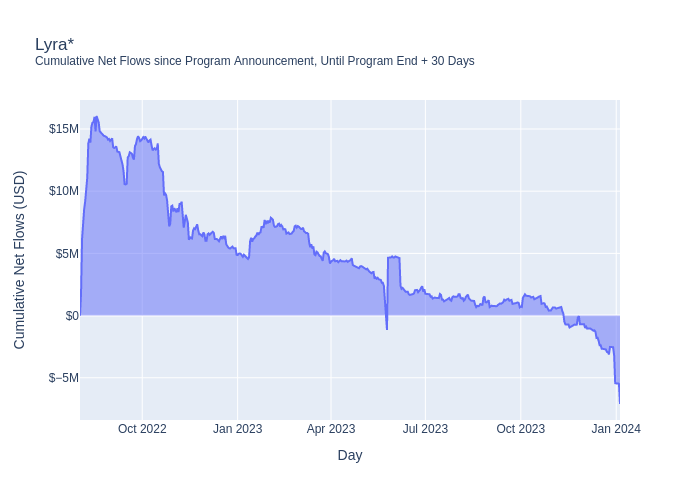 Lyra*
Cumulative Net Flows since Program Announcement, Until Program End + 30 Days
Cumulative Net Flows (USD)
$15M
$10M
$5M
$0
−$5M
Oct 2022
Jan 2023
Apr 2023
Jul 2023
Oct 2023
Jan 2024
Day